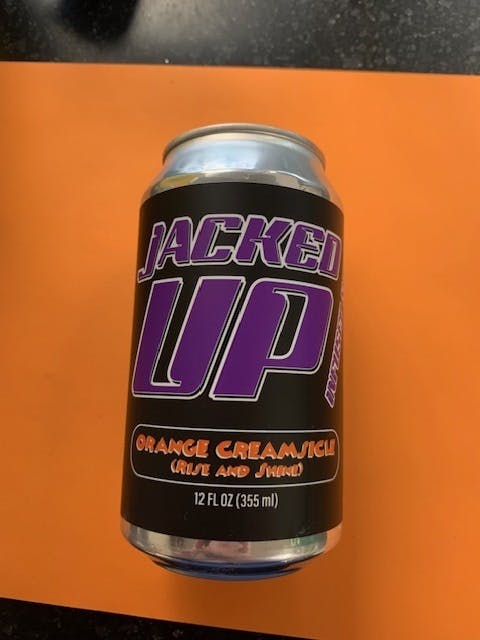 JACKED
UP
ORANGE CREAMSICLE
(RISE AND SHINE)
12 FL OZ (355 ml)